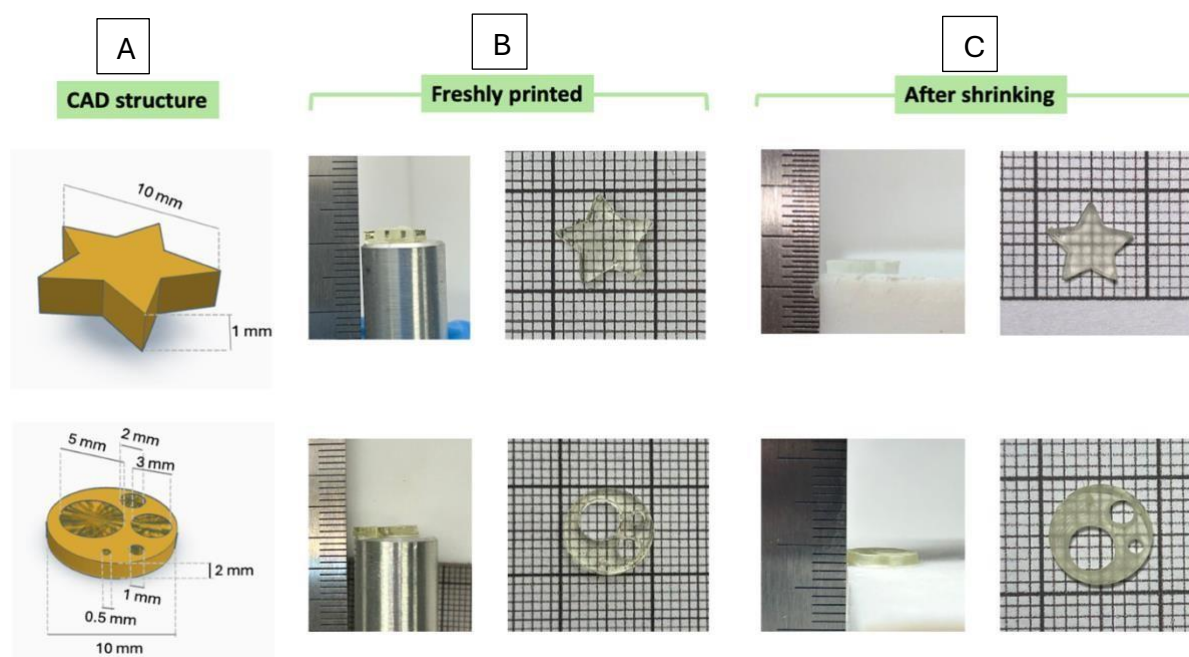 A
B
C
CAD structure
Freshly printed
After shrinking
10 mm
1 mm
2 mm
5 mm
3 mm
2 mm
1 mm
0.5 mm
10 mm